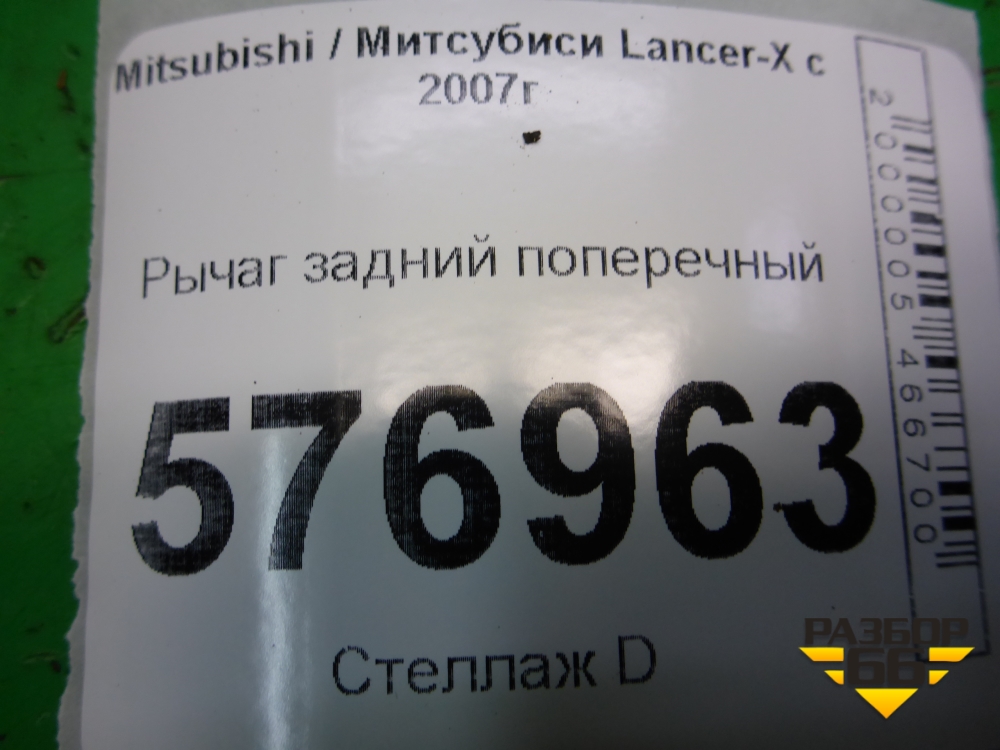 Mitsubishi / Митсубиси Lancer-X с
2007г
Рычаг задний поперечный
576963
Стеллаж D
2000005466700
РАЗБОР
66